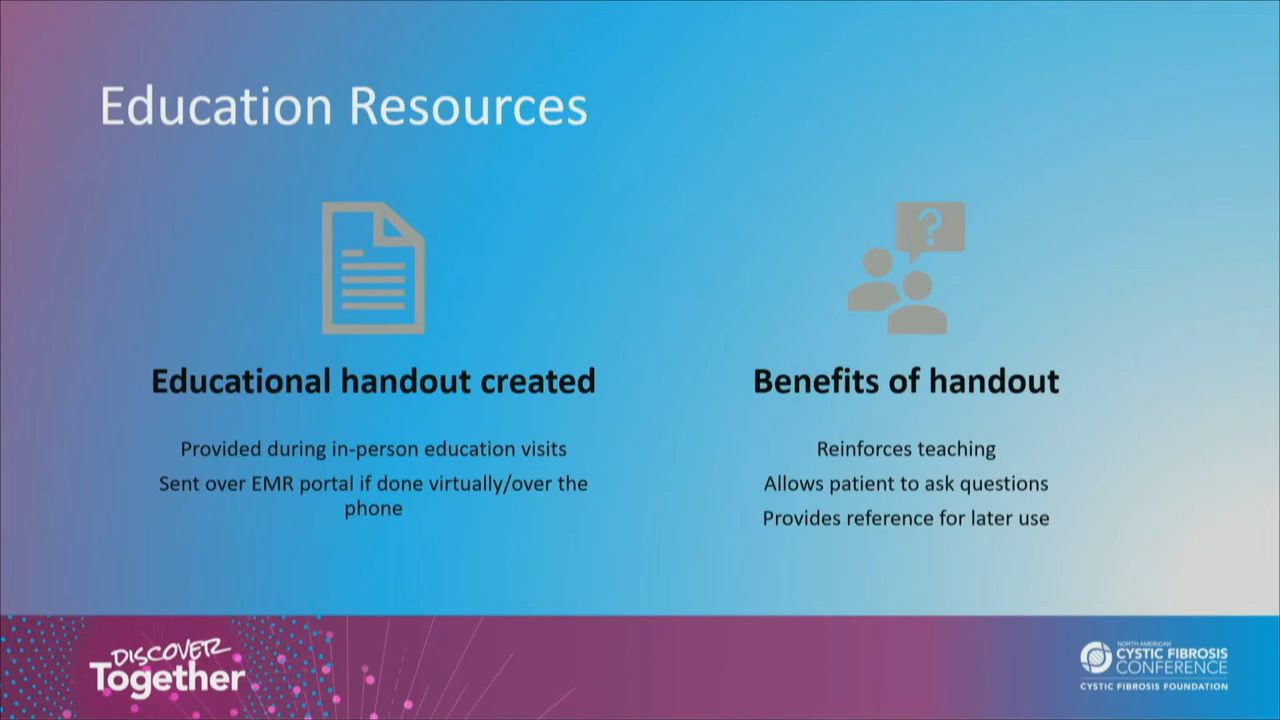 Education Resources
?
Educational handout created
Provided during in-person education visits
Sent over EMR portal if done virtually/over the
phone
Benefits of handout
Reinforces teaching
Allows patient to ask questions
Provides reference for later use
DISCOVER
Together
NORTH AMERICAN
CYSTIC FIBROSIS
CONFERENCE
CYSTIC FIBROSIS FOUNDATION